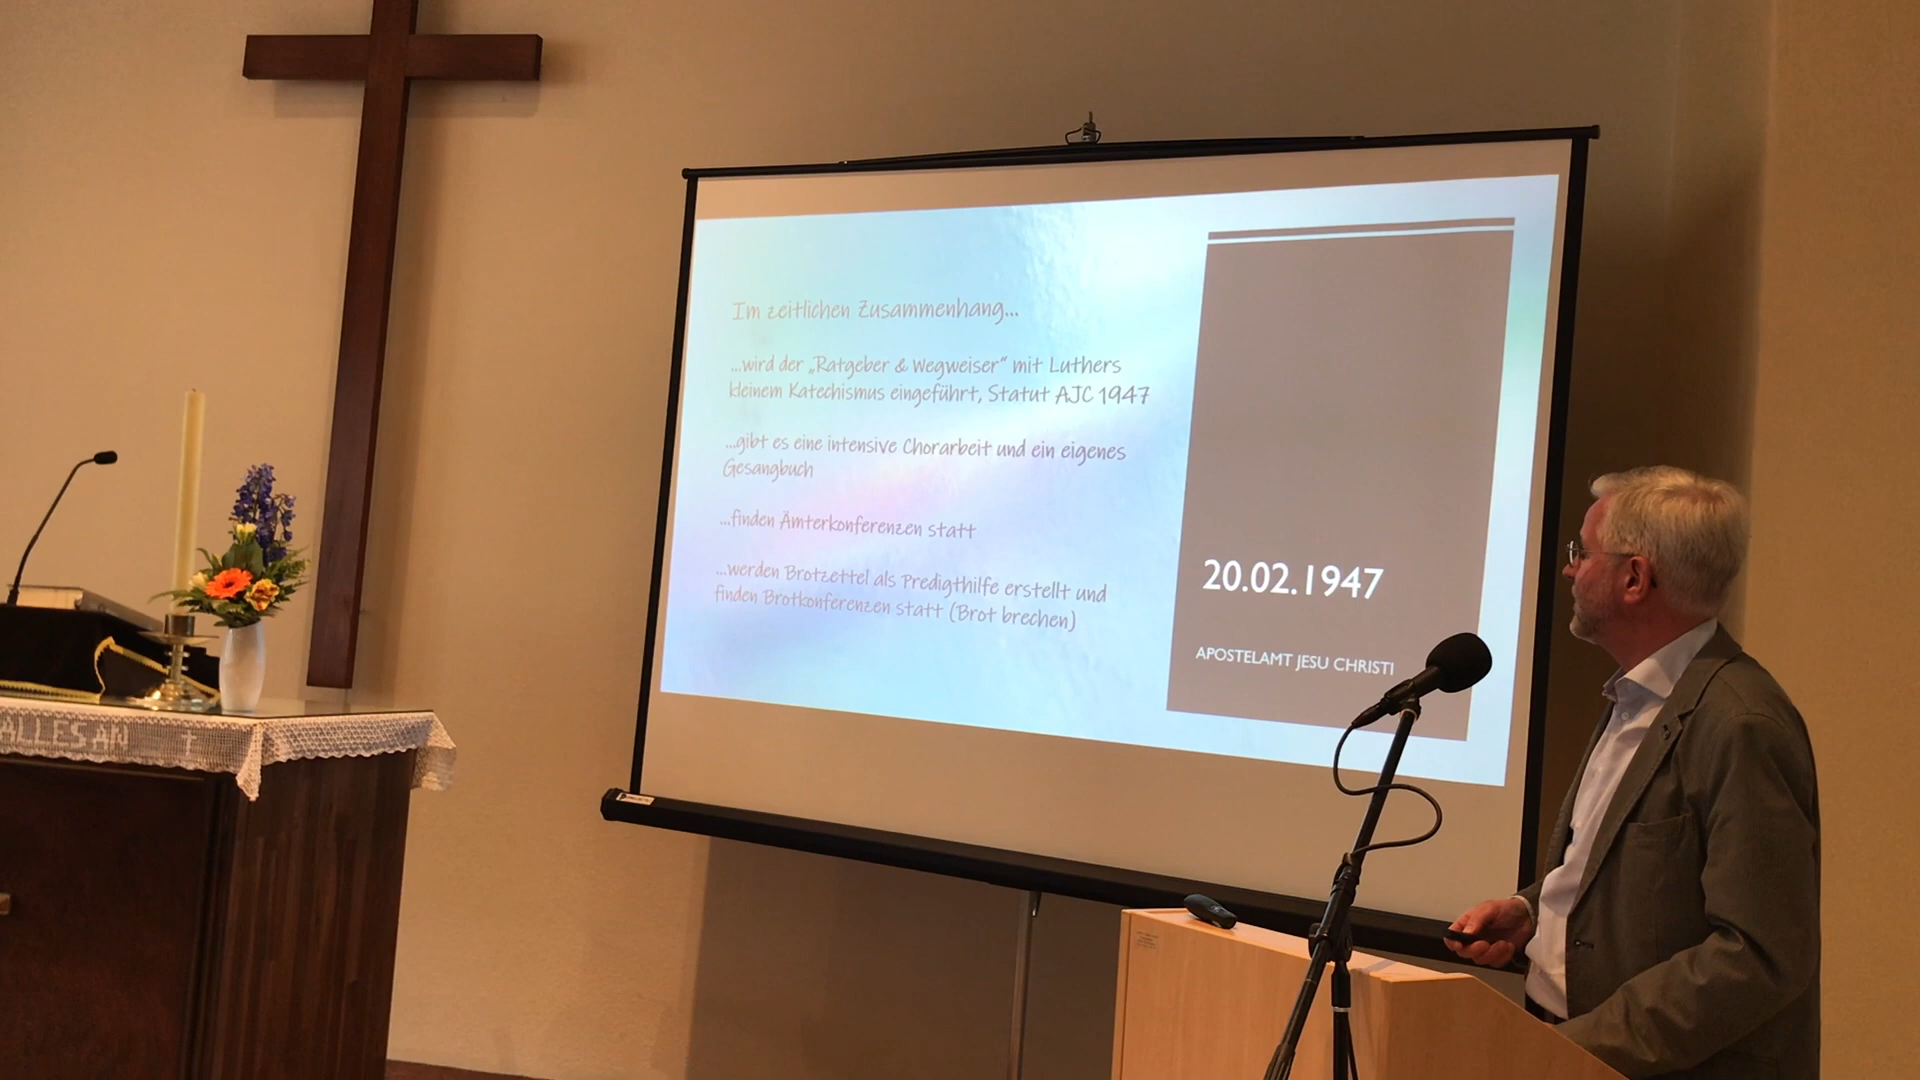 Im zeitlichen Zusammenhang...
...wird der „Ratgeber & Wegweiser" mit Luthers
kleinem Katechismus eingeführt, Statut AJC 1947
...gibt es eine intensive Chorarbeit und ein eigenes
Gesangbuch
...finden Ämterkonferenzen statt
...werden Brotzettel als Predigthilfe erstellt und
finden Brotkonferenzen statt (Brot brechen)
20.02.1947
APOSTELAMT JESU CHRISTI
ALLES AN